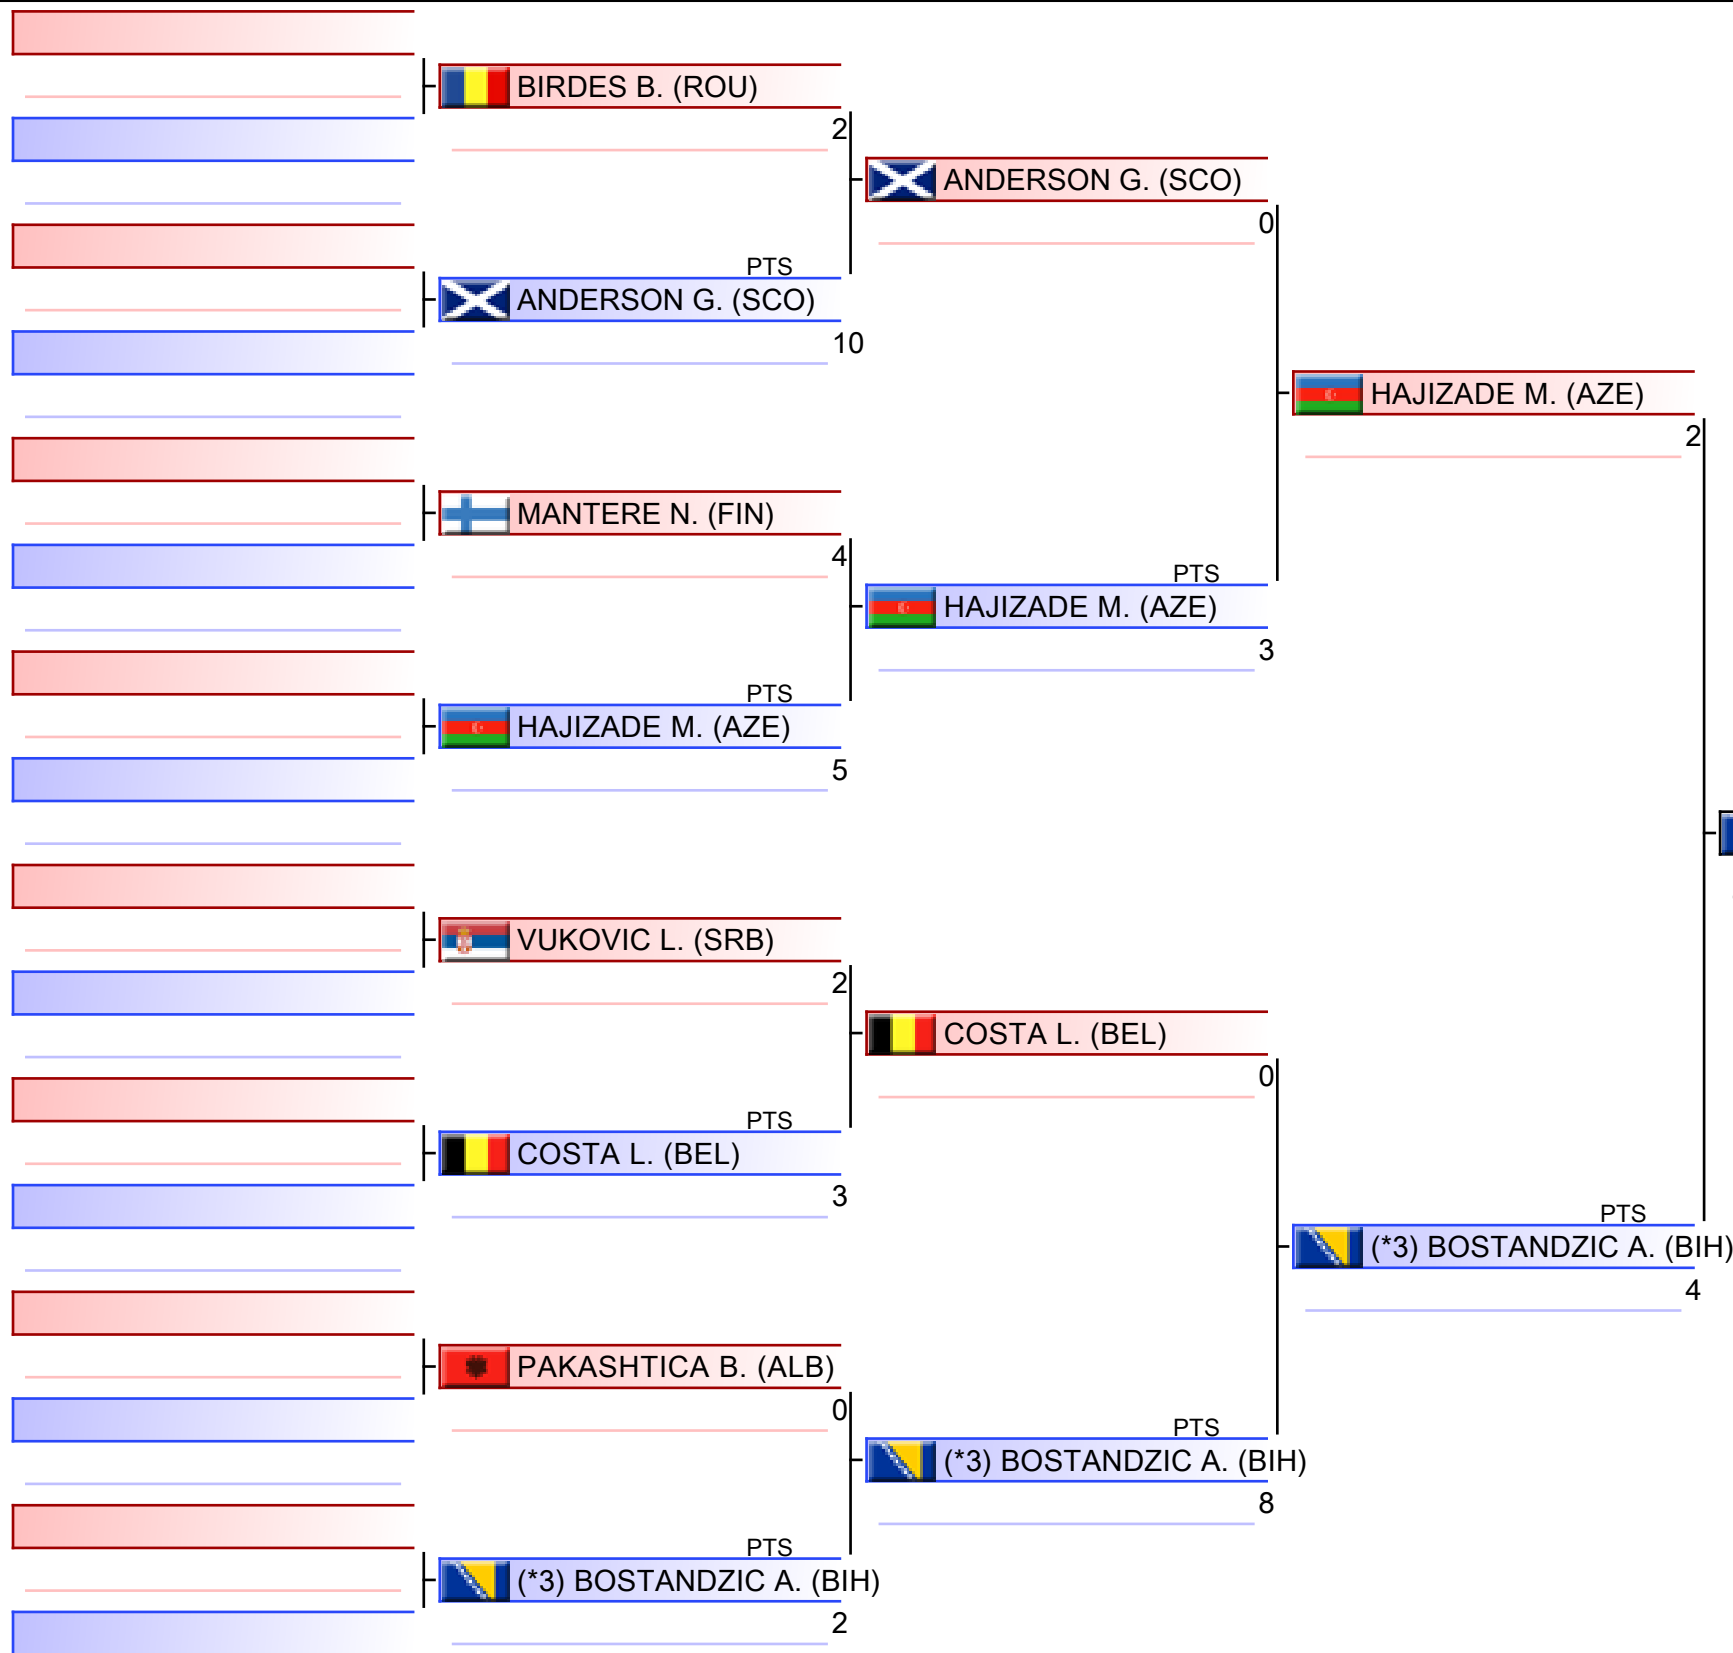 BIRDES B. (ROU)
2
ANDERSON G. (SCO)
0
PTS
ANDERSON G. (SCO)
10
HAJIZADE M. (AZE)
2
MANTERE N. (FIN)
4
PTS
HAJIZADE M. (AZE)
3
PTS
HAJIZADE M. (AZE)
5
VUKOVIC L. (SRB)
2
COSTA L. (BEL)
0
PTS
COSTA L. (BEL)
3
PTS
(*3) BOSTANDZIC A. (BIH)
4
PAKASHTICA B. (ALB)
0
PTS
(*3) BOSTANDZIC A. (BIH)
8
PTS
(*3) BOSTANDZIC A. (BIH)
2